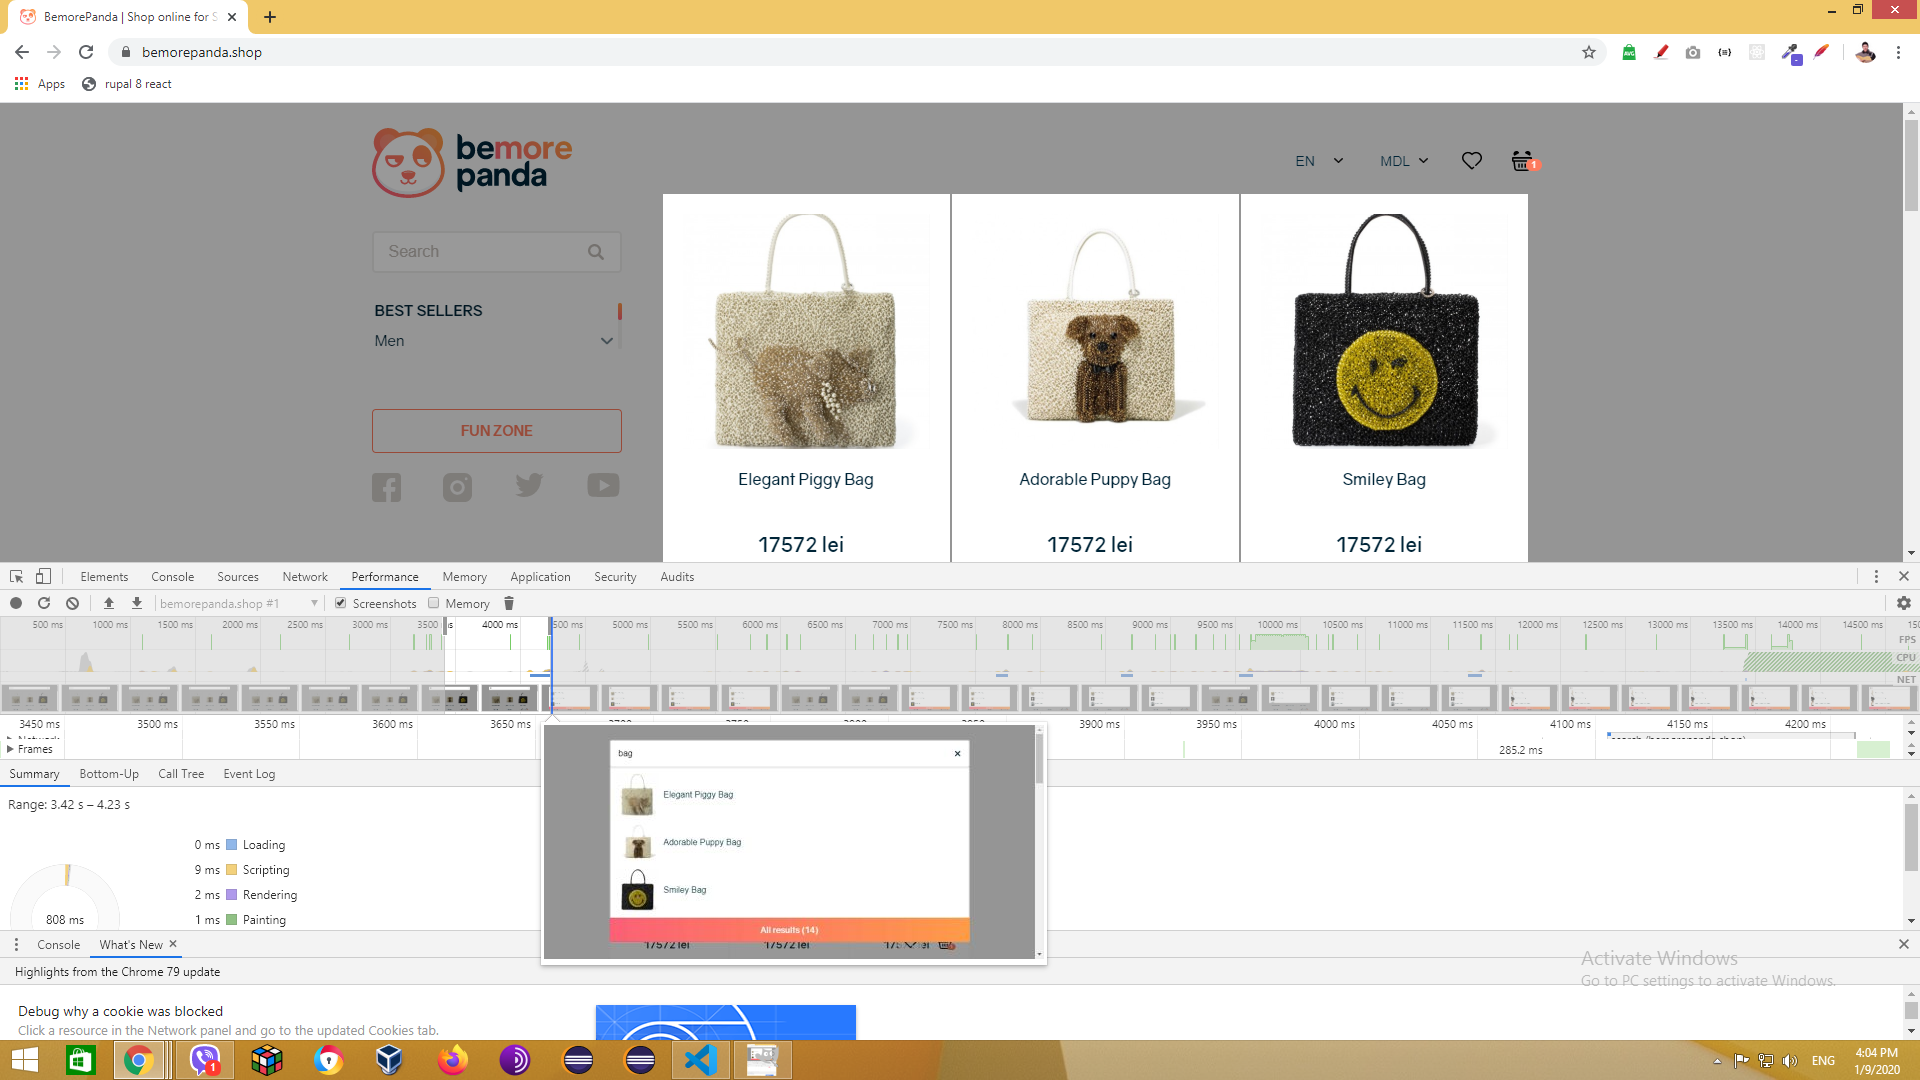 BemorePanda | Shop online for S
bemorepanda.shop
Apps
rupal 8 react
bemore
panda
EN
MDL
1
Search
BEST SELLERS
Men
FUN ZONE
Elegant Piggy Bag
Adorable Puppy Bag
Smiley Bag
17572 lei
17572 lei
17572 lei
Elements
Console
Sources
Network
Performance
Memory
Application
Security
Audits
bemorepanda.shop #1
Screenshots
Memory
500 ms
1000 ms
1500 ms
2000 ms
2500 ms
3000 ms
4000 ms
5000 ms
5500 ms
6000 ms
6500 ms
7000 ms
7500 ms
8000 ms
8500 ms
9000 ms
9500 ms
10000 ms
10500 ms
11000 ms
11500 ms
12000 ms
12500 ms
13000 ms
13500 ms
14000 ms
14500 ms
FPS
CPU
NET
3450 ms
3500 ms
3550 ms
3600 ms
3650 ms
3900 ms
3950 ms
4000 ms
4050 ms
4100 ms
4150 ms
4200 ms
Frames
285.2 ms
Summary
Bottom-Up
Call Tree
Event Log
Range: 3.42 s – 4.23 s
0 ms Loading
9 ms Scripting
2 ms Rendering
1 ms Painting
808 ms
bag
Elegant Piggy Bag
Adorable Puppy Bag
Smiley Bag
All results (14)
17572 lei
17572 lei
Console
What's New
Highlights from the Chrome 79 update
Debug why a cookie was blocked
Click a resource in the Network panel and go to the updated Cookies tab.
Activate Windows
Go to PC settings to activate Windows.
1
ENG
4:04 PM
1/9/2020